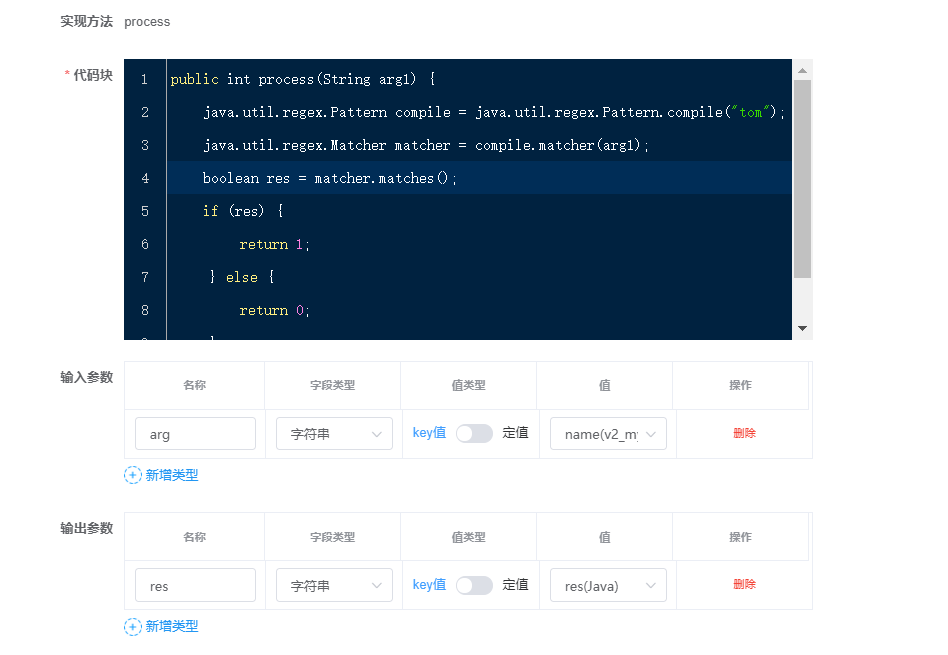 实现方法 process
* 代码块
1 public int process(String arg1) {
2 java.util.regex.Pattern compile = java.util.regex.Pattern.compile("tom");
3 java.util.regex.Matcher matcher = compile.matcher(arg1);
4 boolean res = matcher.matches();
5 if (res) {
6 return 1;
7 } else {
8 return 0;
输入参数 名称 字段类型 值类型 值 操作
arg 字符串 key值 定值 name(v2_my 删除
新增类型
输出参数 名称 字段类型 值类型 值 操作
res 字符串 key值 定值 res(Java) 删除
新增类型